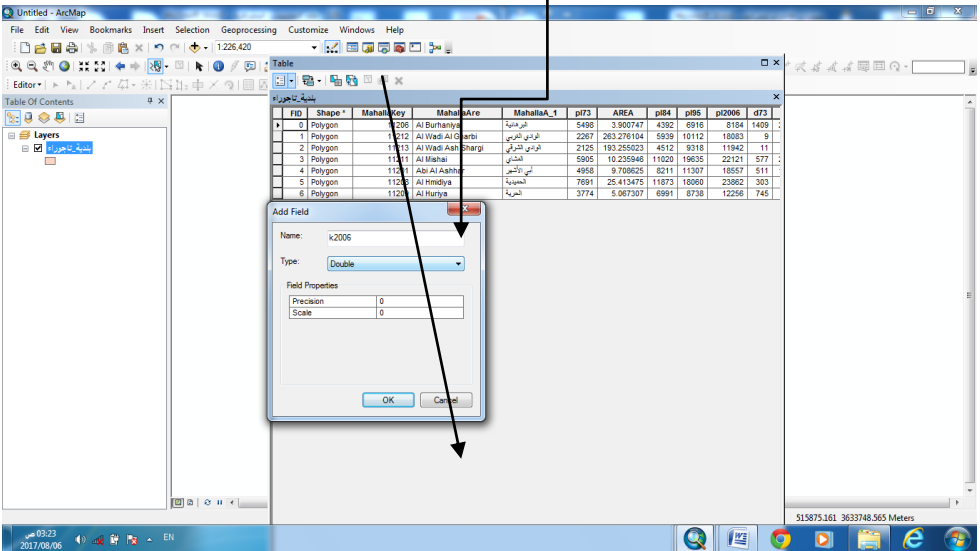 Untitled - ArcMap
File Edit View Bookmarks Insert Selection Geoprocessing Customize Windows Help
1:226,420
Editor
Table Of Contents
Layers
بلدية_تاجوراء
Table
بلدية_تاجوراء
FID Shape * MahallaKey MahallaAre MahallaA_1 pl73 AREA pl84 pl95 pl2006 d73
0 Polygon 11206 Al Burhaniya البرهانية 5498 3.900747 4392 6916 8184 1409
1 Polygon 11212 Al Wadi Al Gharbi الوادي الغربي 2267 263.276104 5939 10112 18083 9
2 Polygon 11213 Al Wadi Ash Shargi الوادي الشرقي 2125 193.255023 4512 9318 11942 11
3 Polygon 11211 Al Mishai المشاي 5905 10.235946 11020 19635 22121 577
4 Polygon 11201 Abi Al Ashhar أبي الأشهر 4958 9.708625 8211 11307 18557 511
5 Polygon 11208 Al Hmidiya الحميدية 7691 25.413475 11873 18060 23862 303
6 Polygon 11209 Al Huriya الحرية 3774 5.067307 6991 8738 12256 745
Add Field
Name: k2006
Type: Double
Field Properties
Precision 0
Scale 0
OK Cancel
515875.161 3633748.565 Meters
03:23 ص
2017/08/06
EN